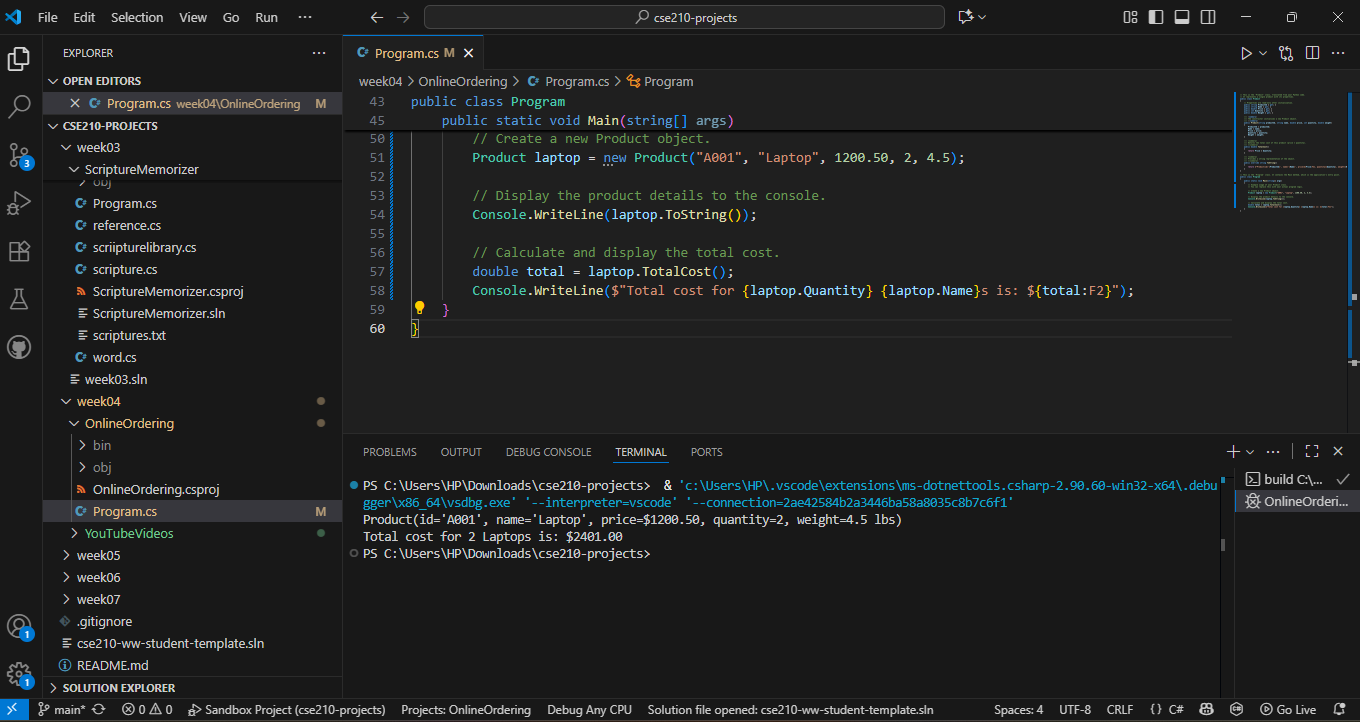 File Edit Selection View Go Run ···
cse210-projects
EXPLORER
···
OPEN EDITORS
Program.cs week04\OnlineOrdering M
CSE210-PROJECTS
week03
ScriptureMemorizer
obj
Program.cs
reference.cs
scriipturelibrary.cs
scripture.cs
ScriptureMemorizer.csproj
ScriptureMemorizer.sln
scriptures.txt
word.cs
week03.sln
week04
OnlineOrdering
bin
obj
OnlineOrdering.csproj
Program.cs M
YouTubeVideos
week05
week06
week07
.gitignore
cse210-ww-student-template.sln
README.md
SOLUTION EXPLORER
3
1
1
Program.cs M
week04 > OnlineOrdering > Program.cs > Program
43 public class Program
45 public static void Main(string[] args)
50 // Create a new Product object.
51 Product laptop = new Product("A001", "Laptop", 1200.50, 2, 4.5);
52
53 // Display the product details to the console.
54 Console.WriteLine(laptop.ToString());
55
56 // Calculate and display the total cost.
57 double total = laptop.TotalCost();
58 Console.WriteLine($"Total cost for {laptop.Quantity} {laptop.Name}s is: ${total:F2}");
59 }
60 }
PROBLEMS OUTPUT DEBUG CONSOLE TERMINAL PORTS
PS C:\Users\HP\Downloads\cse210-projects> & 'c:\Users\HP\.vscode\extensions\ms-dotnettools.csharp-2.90.60-win32-x64\.debu
gger\x86_64\vsdbg.exe' '--interpreter=vscode' '--connection=2ae42584b2a3446ba58a8035c8b7c6f1'
Product(id='A001', name='Laptop', price=$1200.50, quantity=2, weight=4.5 lbs)
Total cost for 2 Laptops is: $2401.00
PS C:\Users\HP\Downloads\cse210-projects>
build C:\...
OnlineOrderi...
main* 0 0 Sandbox Project (cse210-projects) Projects: OnlineOrdering Debug Any CPU Solution file opened: cse210-ww-student-template.sln Spaces: 4 UTF-8 CRLF {} C# Go Live